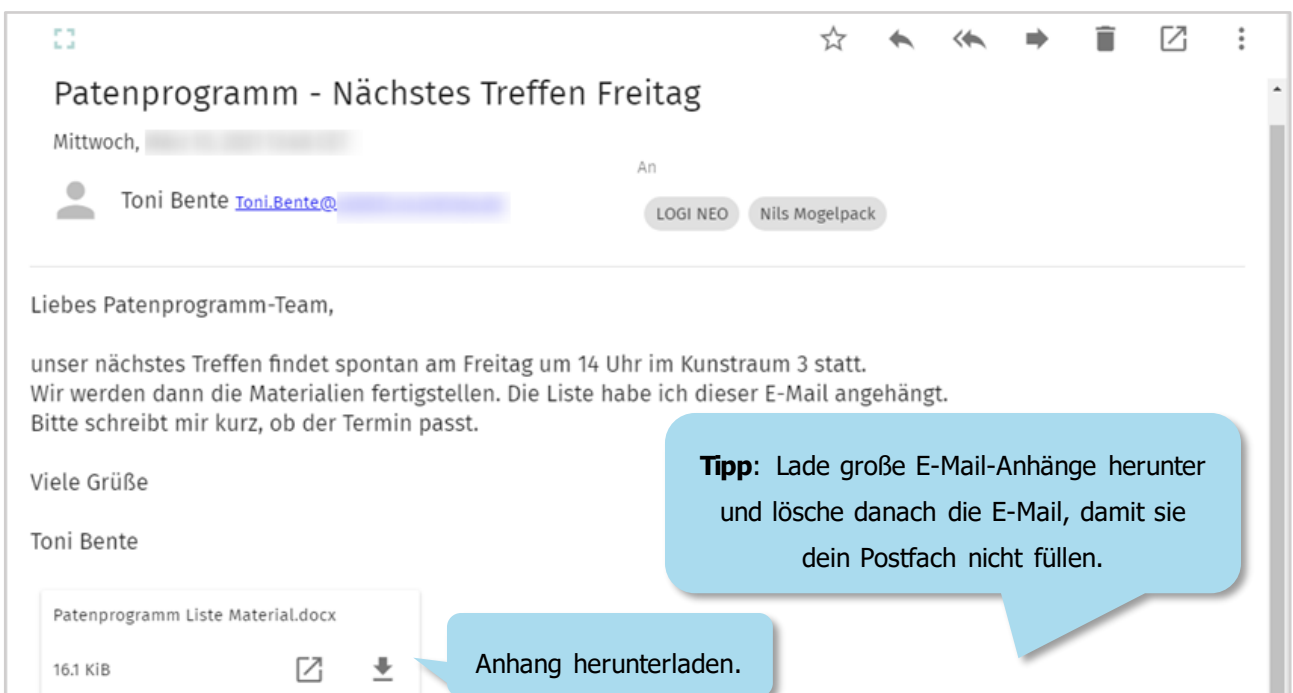 Patenprogramm - Nächstes Treffen Freitag
Mittwoch,
An
Toni Bente Toni.Bente@
LOGI NEO Nils Mogelpack
Liebes Patenprogramm-Team,
unser nächstes Treffen findet spontan am Freitag um 14 Uhr im Kunstraum 3 statt.
Wir werden dann die Materialien fertigstellen. Die Liste habe ich dieser E-Mail angehängt.
Bitte schreibt mir kurz, ob der Termin passt.
Viele Grüße
Toni Bente
Tipp: Lade große E-Mail-Anhänge herunter
und lösche danach die E-Mail, damit sie
dein Postfach nicht füllen.
Patenprogramm Liste Material.docx
16.1 KiB
Anhang herunterladen.